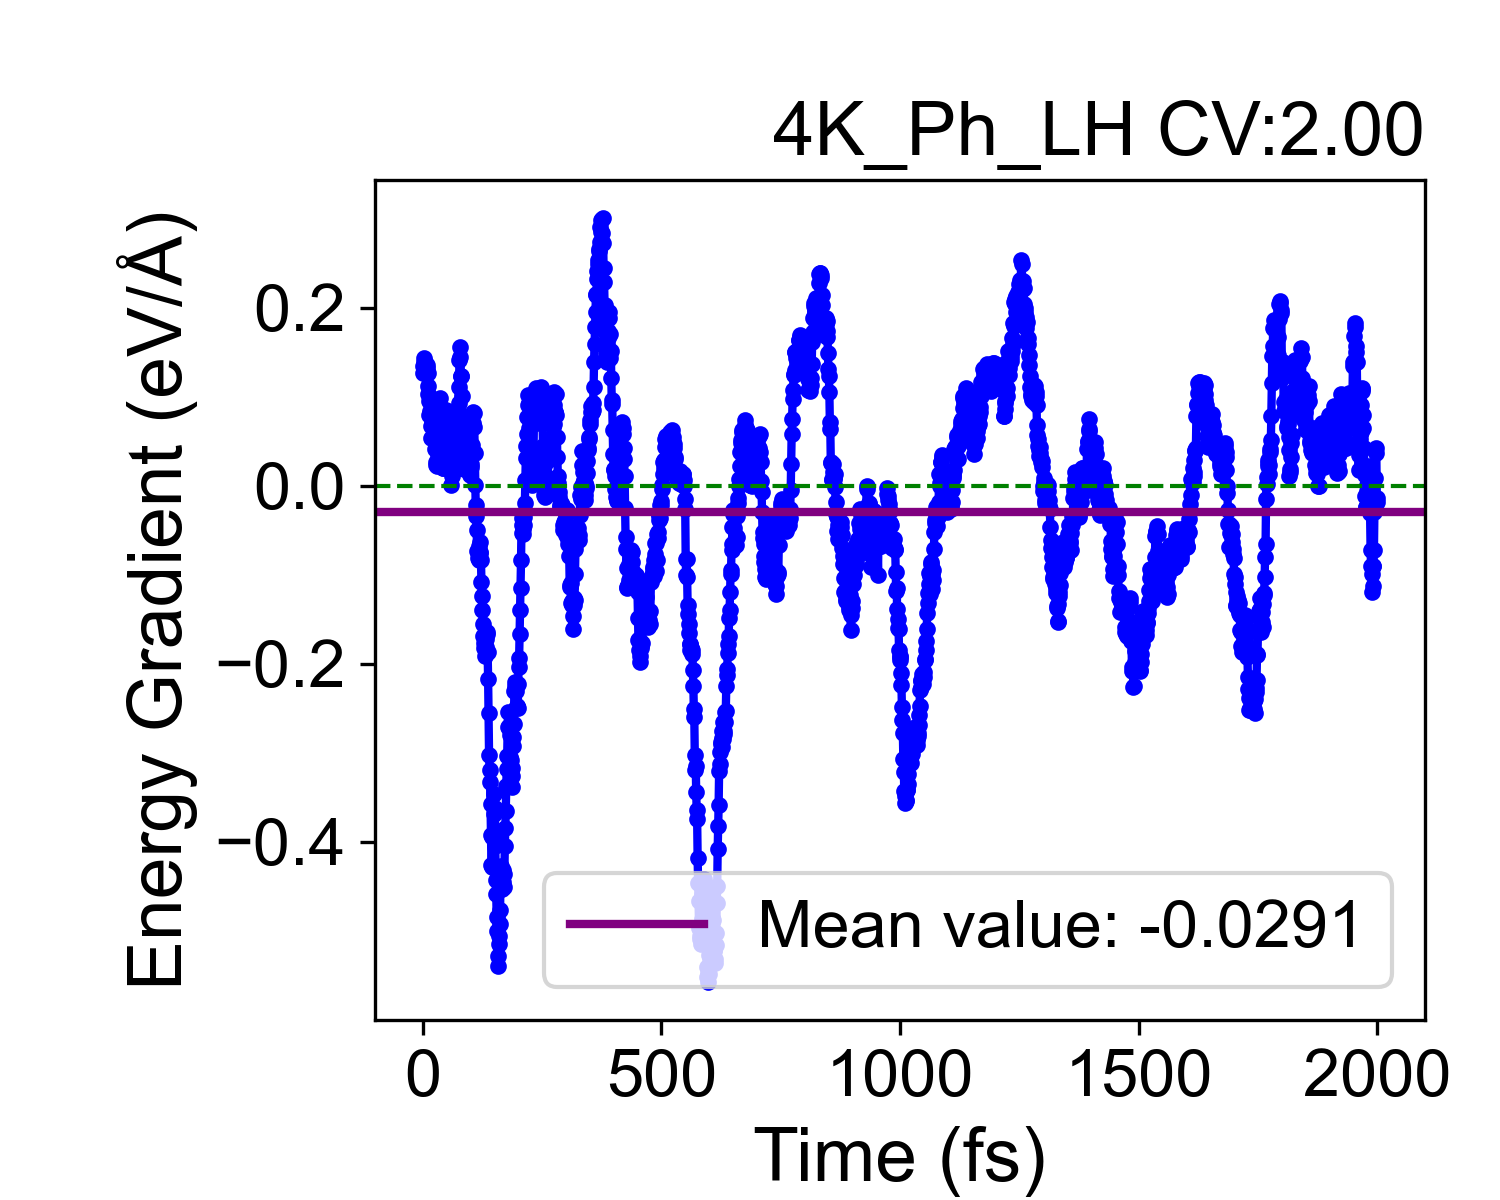 4K_Ph_LH CV:2.00
Energy Gradient (eV/Å)
0.2
0.0
−0.2
−0.4
Mean value: -0.0291
0 500 1000 1500 2000
Time (fs)